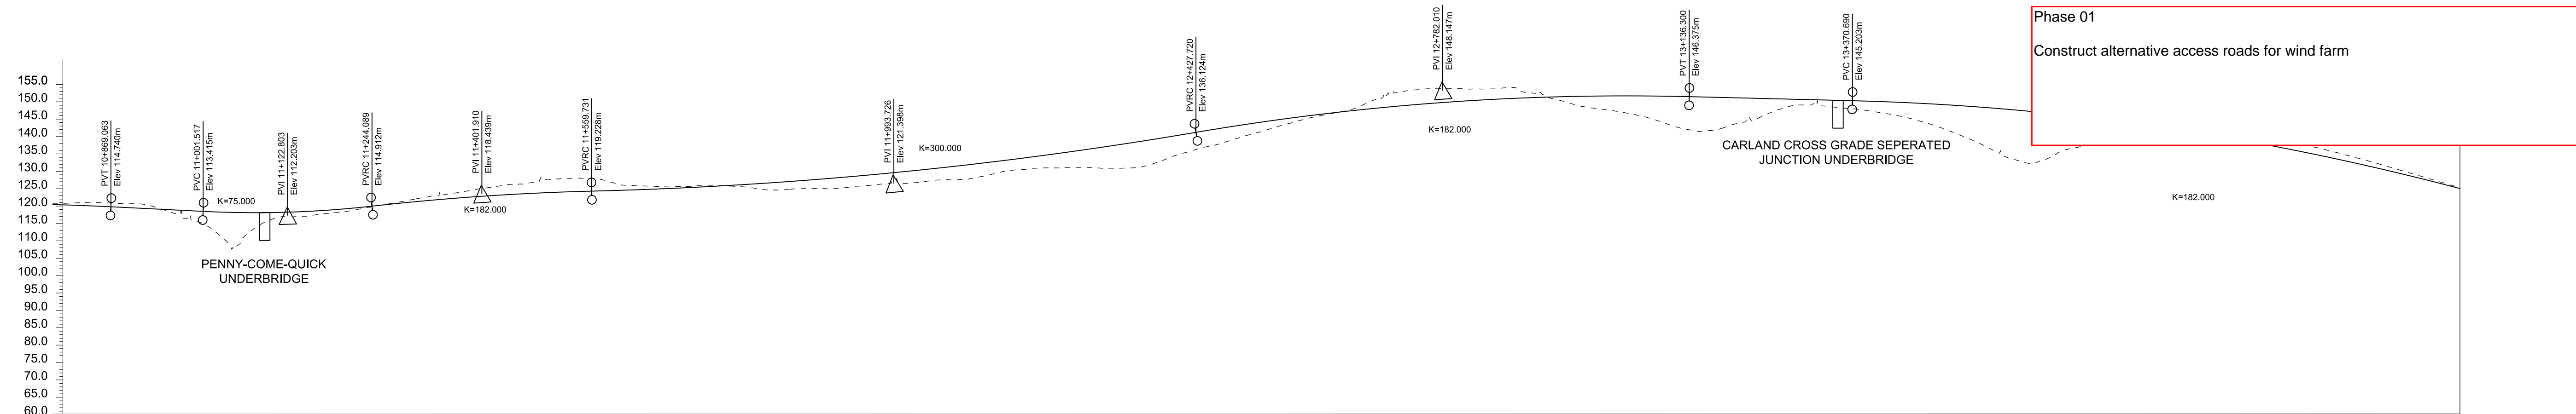 Phase 01
Construct alternative access roads for wind farm
155.0
150.0
145.0
140.0
135.0
130.0
125.0
120.0
115.0
110.0
105.0
100.0
95.0
90.0
85.0
80.0
75.0
70.0
65.0
60.0
PVT 10+869.063
Elev 114.740m
PVC 11+001.517
Elev 113.415m
K=75.000
PVI 11+122.803
Elev 112.203m
PVRC 11+244.089
Elev 114.912m
PVI 11+401.910
Elev 118.439m
K=182.000
PVRC 11+559.731
Elev 119.228m
PVI 11+993.726
Elev 121.398m
K=300.000
PVRC 12+427.720
Elev 136.124m
PVI 12+782.010
Elev 148.147m
K=182.000
PVT 13+136.300
Elev 146.375m
PVC 13+370.690
Elev 145.203m
K=182.000
PENNY-COME-QUICK
UNDERBRIDGE
CARLAND CROSS GRADE SEPERATED
JUNCTION UNDERBRIDGE